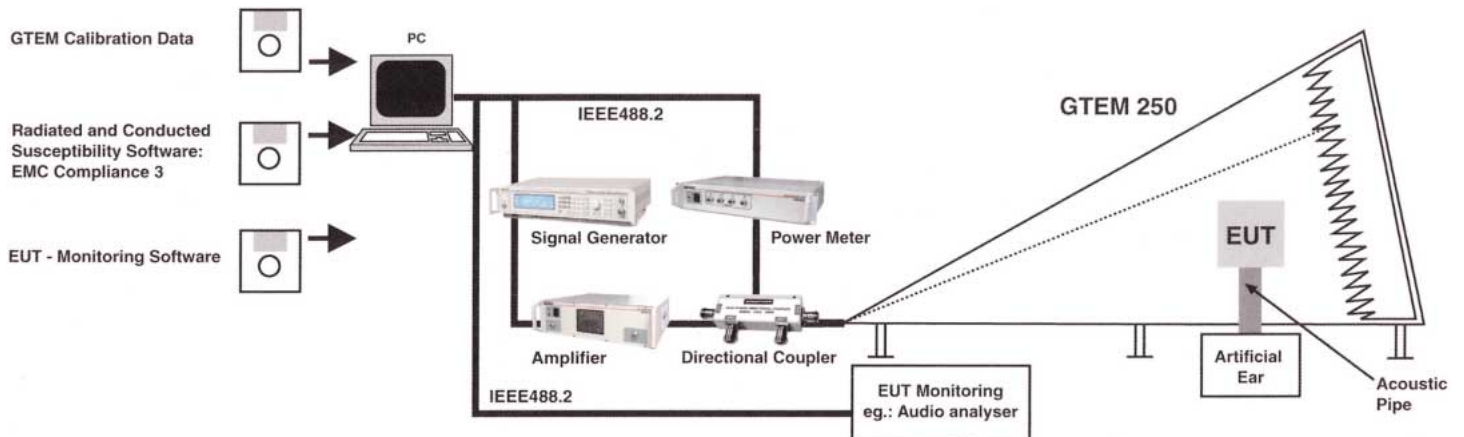 GTEM Calibration Data
PC
Radiated and Conducted
Susceptibility Software:
EMC Compliance 3
EUT - Monitoring Software
IEEE488.2
Signal Generator
Power Meter
Amplifier
Directional Coupler
IEEE488.2
EUT Monitoring
eg.: Audio analyser
GTEM 250
EUT
Artificial
Ear
Acoustic
Pipe